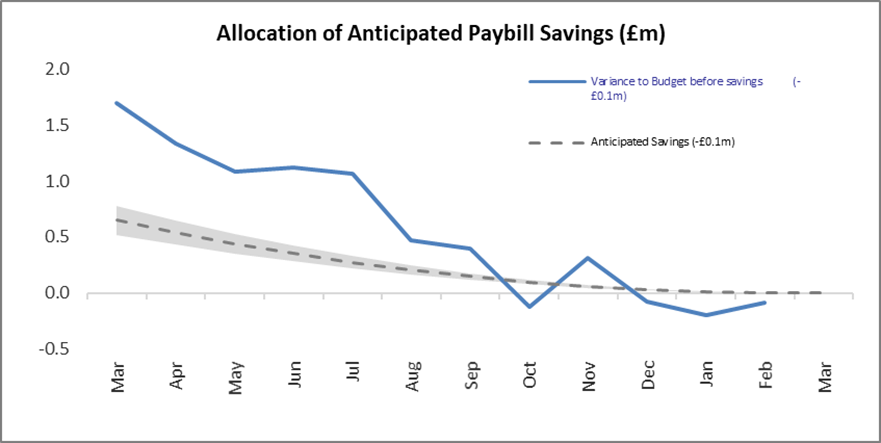 Allocation of Anticipated Paybill Savings (£m)
2.0
1.5
1.0
0.5
0.0
-0.5
Variance to Budget before savings (-
£0.1m)
Anticipated Savings (-£0.1m)
Mar
Apr
May
Jun
Jul
Aug
Sep
Oct
Nov
Dec
Jan
Feb
Mar